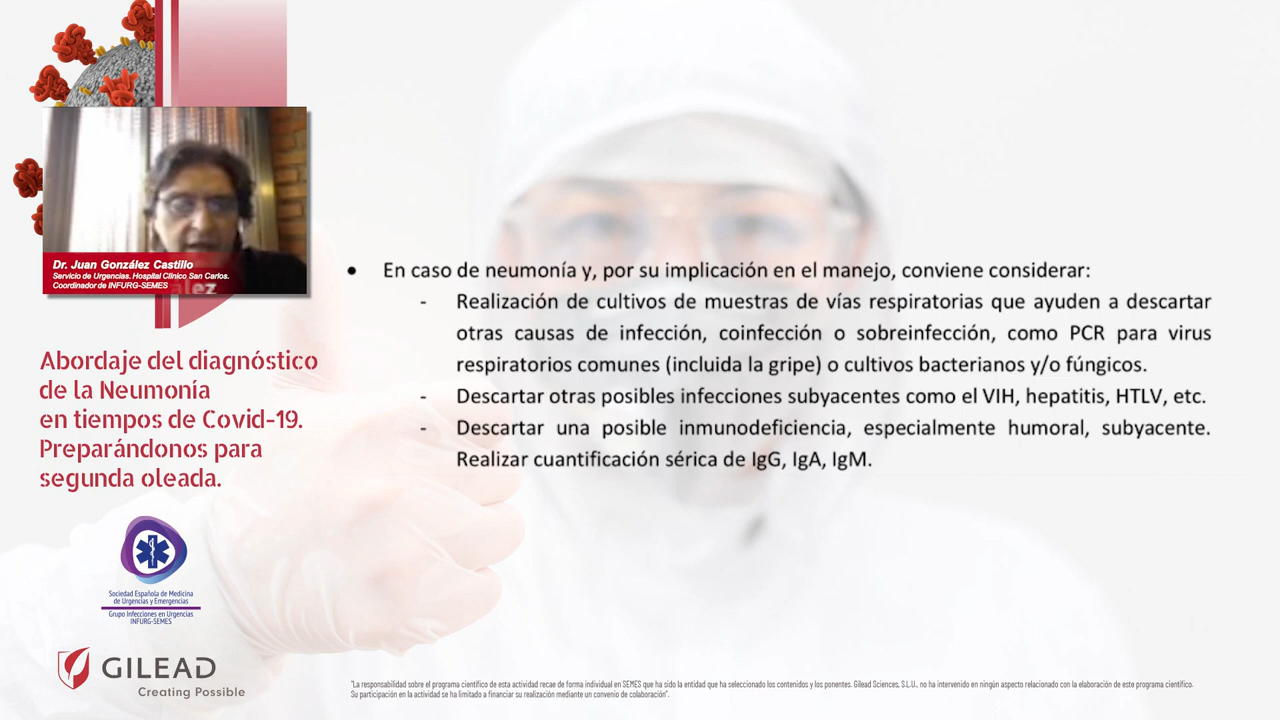 Dr. Juan González Castillo
Servicio de Urgencias. Hospital Clínico San Carlos.
Coordinador de INFURG-SEMES
Abordaje del diagnóstico
de la Neumonía
en tiempos de Covid-19.
Preparándonos para
segunda oleada.
Sociedad Española de Medicina
de Urgencias y Emergencias
Grupo Infecciones en Urgencias
INFURG-SEMES
GILEAD
Creating Possible
• En caso de neumonía y, por su implicación en el manejo, conviene considerar:
- Realización de cultivos de muestras de vías respiratorias que ayuden a descartar
otras causas de infección, coinfección o sobreinfección, como PCR para virus
respiratorios comunes (incluida la gripe) o cultivos bacterianos y/o fúngicos.
- Descartar otras posibles infecciones subyacentes como el VIH, hepatitis, HTLV, etc.
- Descartar una posible inmunodeficiencia, especialmente humoral, subyacente.
Realizar cuantificación sérica de IgG, IgA, IgM.
"La responsabilidad sobre el programa científico de esta actividad recae de forma individual en SEMES que ha sido la entidad que ha seleccionado los contenidos y los ponentes. Gilead Sciences, S.L.U., no ha intervenido en ningún aspecto relacionado con la elaboración de este programa científico.
Su participación en la actividad se ha limitado a financiar su realización mediante un convenio de colaboración".